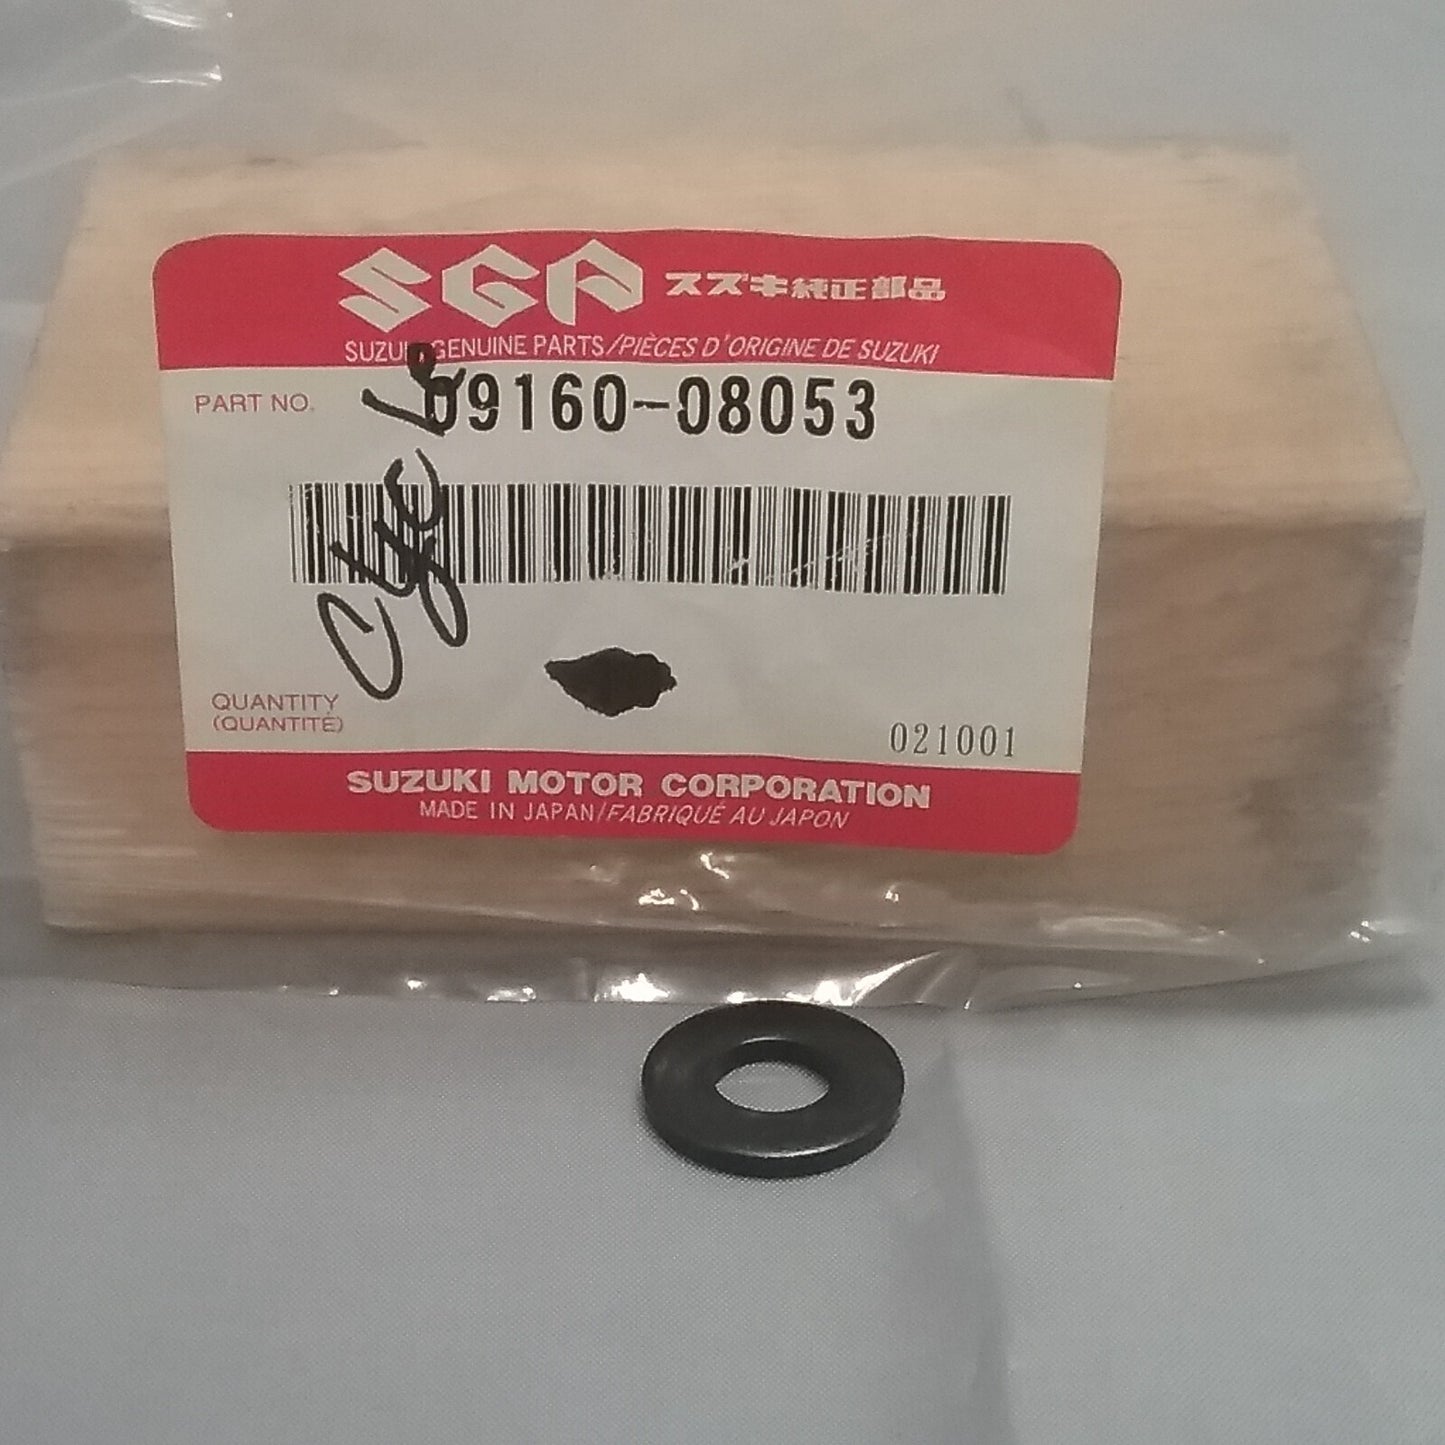 SGP スズキ純正部品
SUZUKI GENUINE PARTS/PIÈCES D'ORIGINE DE SUZUKI
PART NO. 09160-08053
Cycle
QUANTITY
(QUANTITÉ)
021001
SUZUKI MOTOR CORPORATION
MADE IN JAPAN/FABRIQUÉ AU JAPON